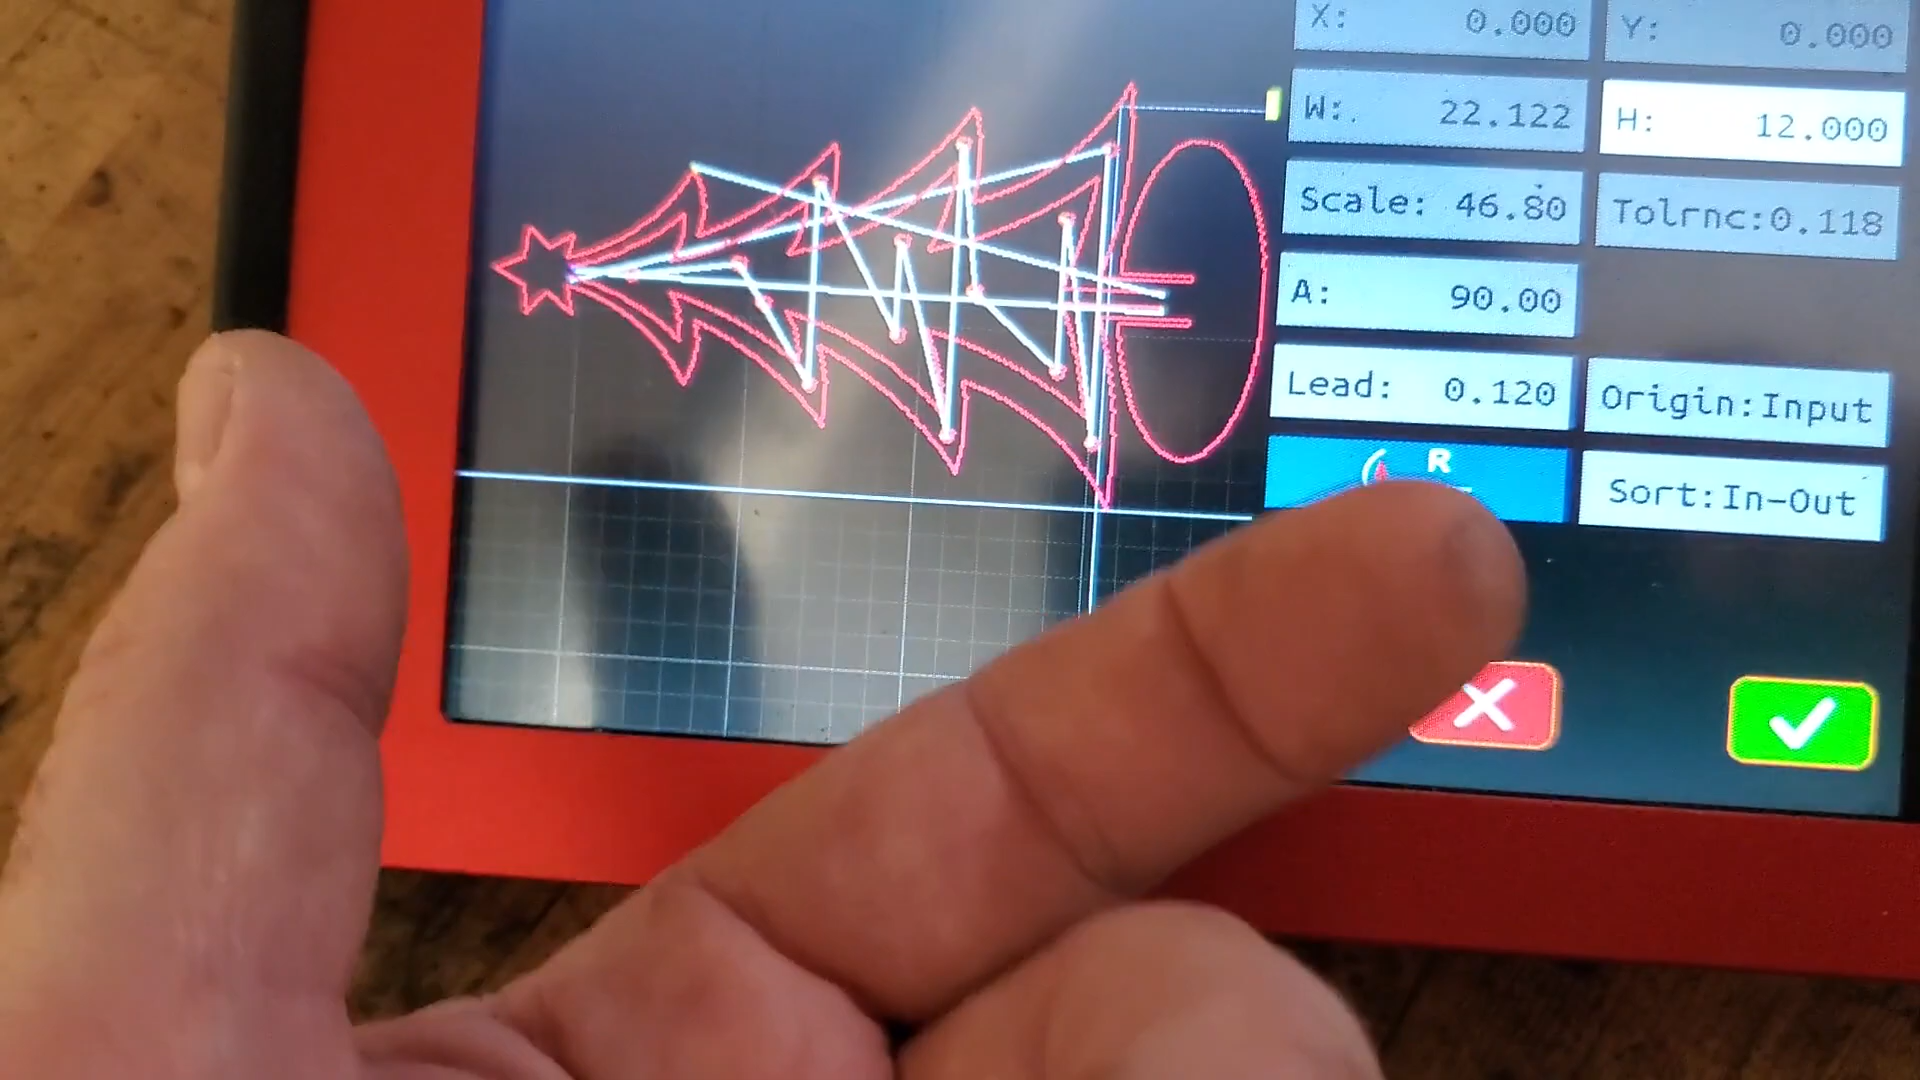 X: 0.000
Y: 0.000
W:. 22.122
H: 12.000
Scale: 46.80
Tolrnc:0.118
A: 90.00
Lead: 0.120
Origin:Input
R
Sort:In-Out